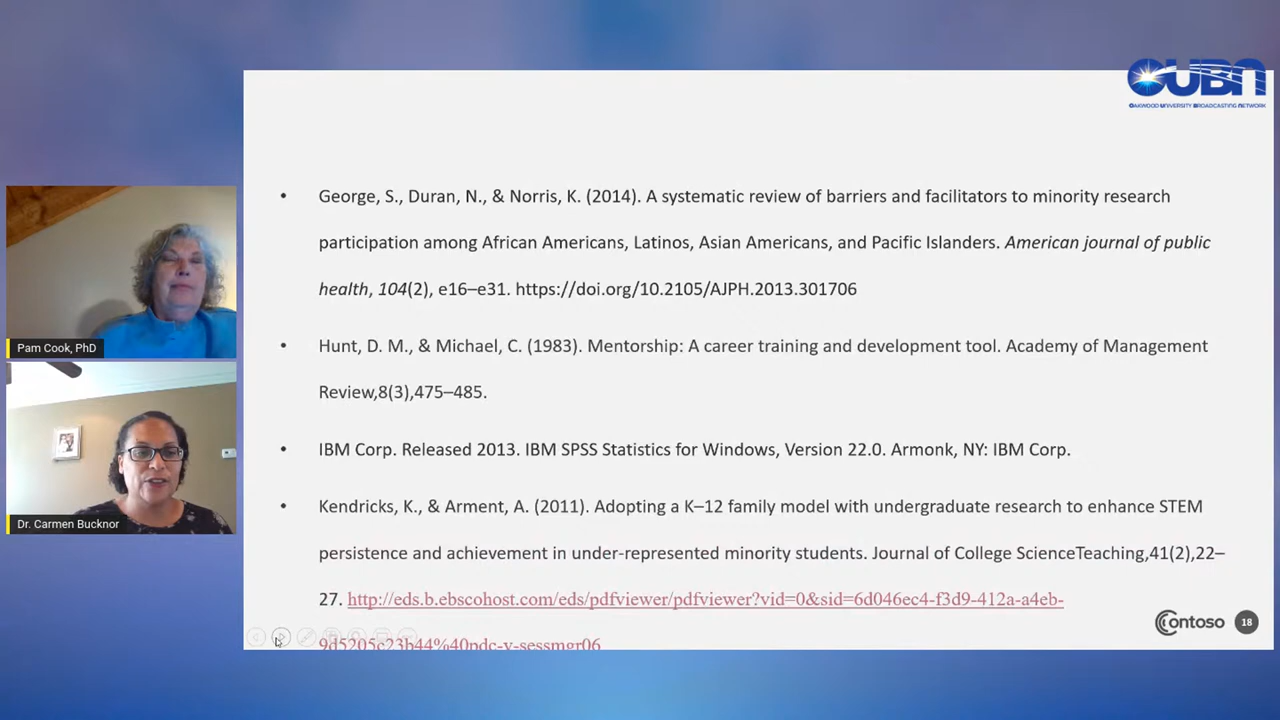 OUBN
OAKWOOD UNIVERSITY BROADCASTING NETWORK
• George, S., Duran, N., & Norris, K. (2014). A systematic review of barriers and facilitators to minority research
participation among African Americans, Latinos, Asian Americans, and Pacific Islanders. American journal of public
health, 104(2), e16–e31. https://doi.org/10.2105/AJPH.2013.301706
• Hunt, D. M., & Michael, C. (1983). Mentorship: A career training and development tool. Academy of Management
Review,8(3),475–485.
• IBM Corp. Released 2013. IBM SPSS Statistics for Windows, Version 22.0. Armonk, NY: IBM Corp.
• Kendricks, K., & Arment, A. (2011). Adopting a K–12 family model with undergraduate research to enhance STEM
persistence and achievement in under-represented minority students. Journal of College ScienceTeaching,41(2),22–
27. http://eds.b.ebscohost.com/eds/pdfviewer/pdfviewer?vid=0&sid=6d046ec4-f3d9-412a-a4eb-
9d5205c23b44%40pdc-v-sessmgr06
Contoso 18
Pam Cook, PhD
Dr. Carmen Bucknor